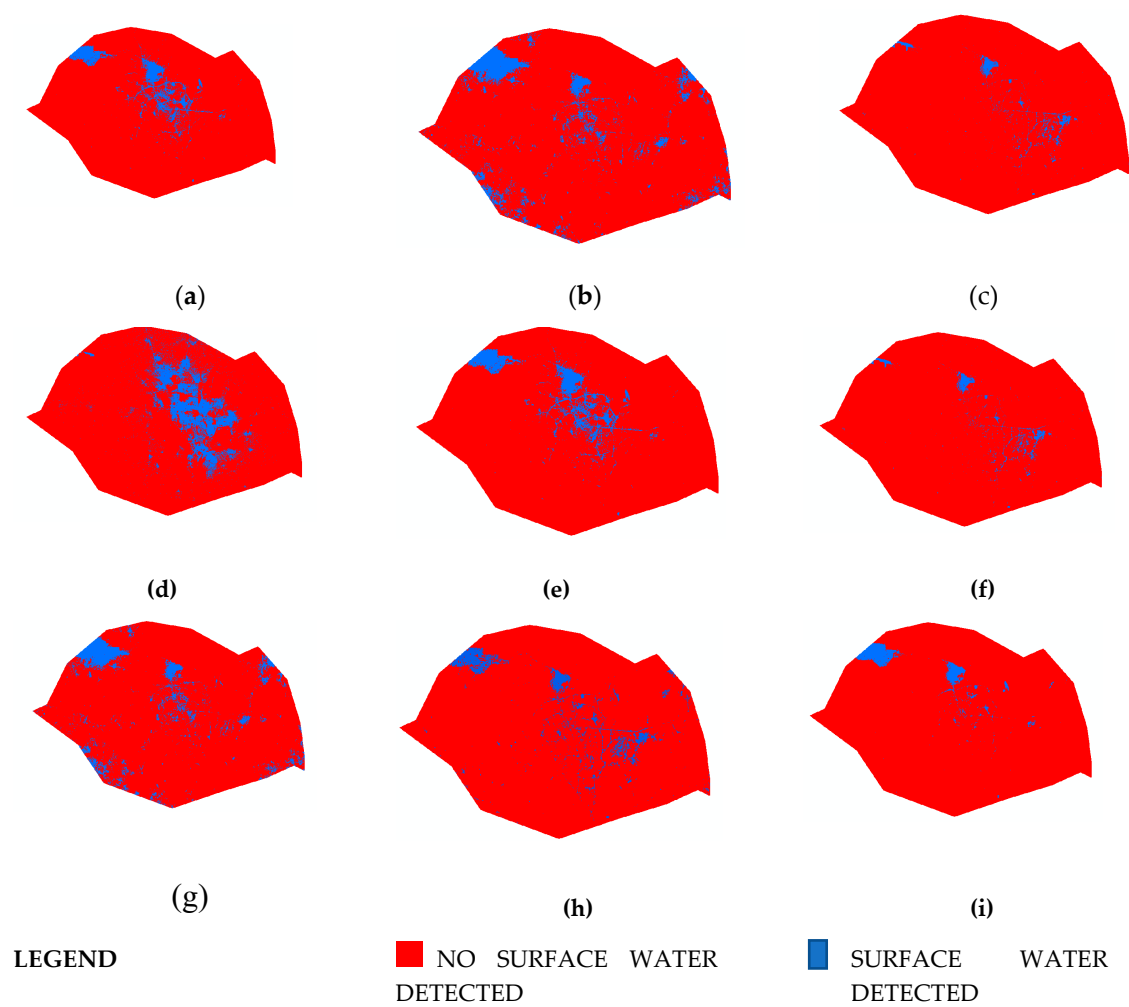 (a) (b) (c)
(d) (e) (f)
(g) (h) (i)
LEGEND
NO SURFACE WATER
DETECTED
SURFACE WATER
DETECTED